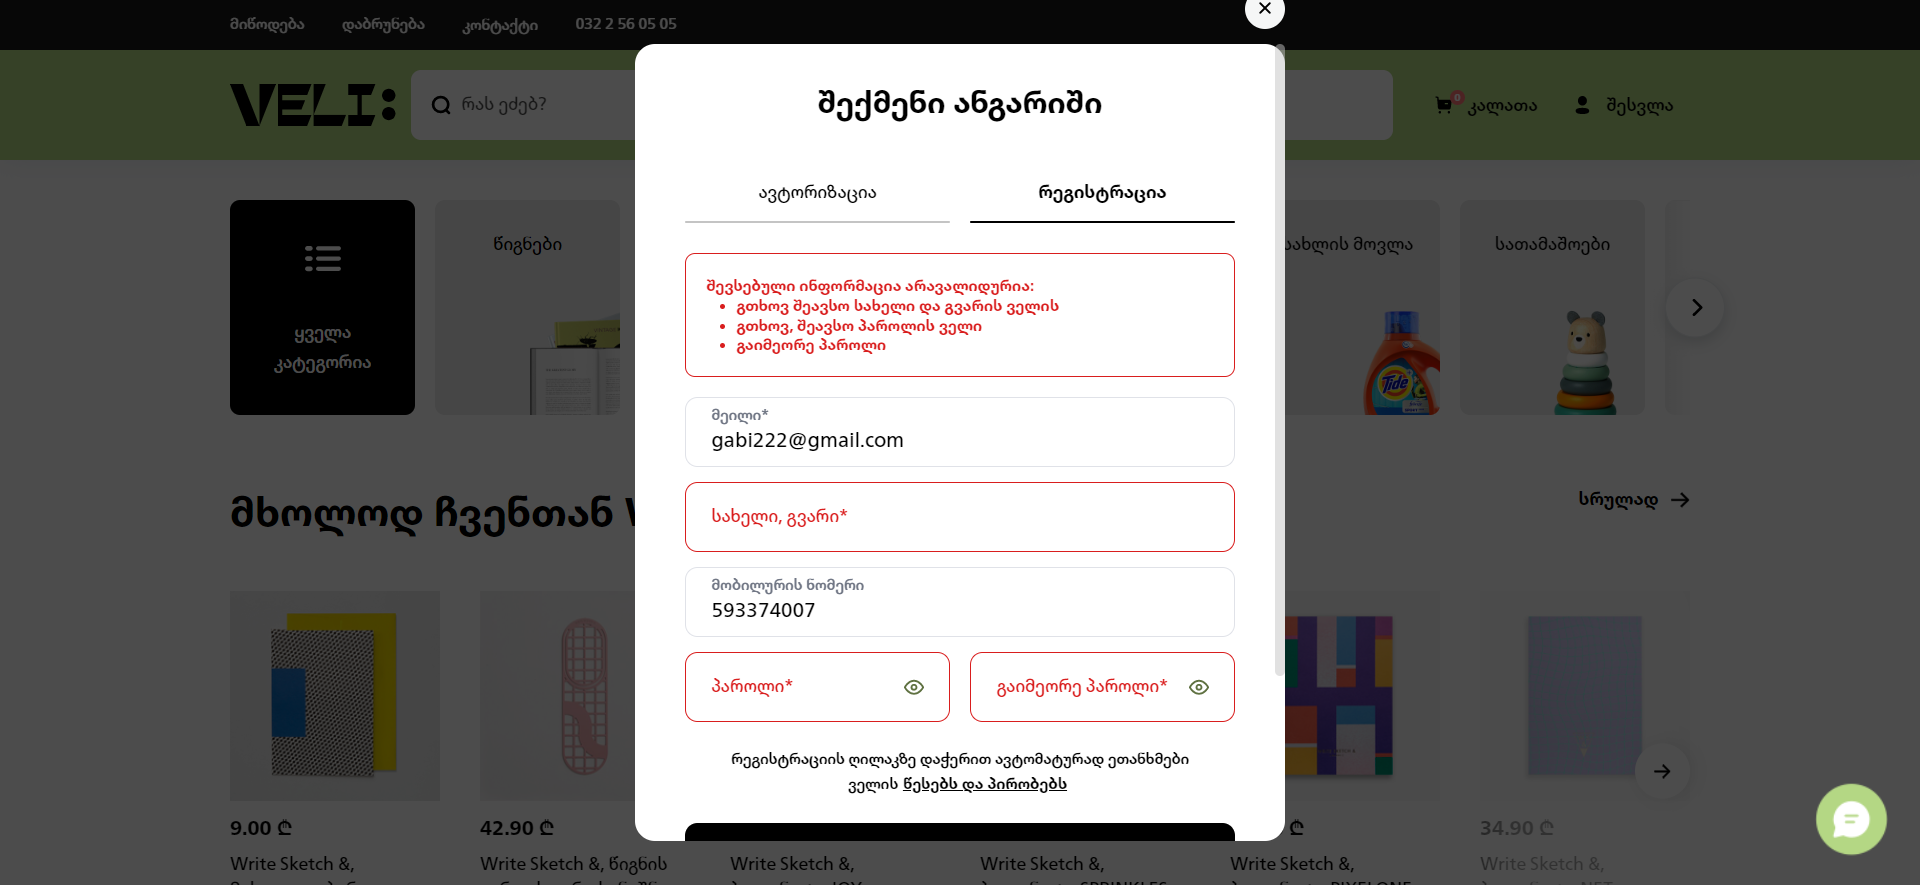 მიწოდება დაბრუნება კონტაქტი 032 2 56 05 05
VELI:
რას ეძებ?
0
კალათა
შესვლა
შექმენი ანგარიში
ავტორიზაცია რეგისტრაცია
შევსებული ინფორმაცია არავალიდურია:
• გთხოვ შეავსო სახელი და გვარის ველის
• გთხოვ, შეავსო პაროლის ველი
• გაიმეორე პაროლი
მეილი*
gabi222@gmail.com
სახელი, გვარი*
მობილურის ნომერი
593374007
პაროლი* გაიმეორე პაროლი*
რეგისტრაციის ღილაკზე დაჭერით ავტომატურად ეთანხმები
ველის წესებს და პირობებს
ყველა
კატეგორია
წიგნები
სახლის მოვლა
Tide
სათამაშოები
მხოლოდ ჩვენთან
სრულად
9.00 ₾
Write Sketch &,
42.90 ₾
Write Sketch &, წიგნის
Write Sketch &,
Write Sketch &,
₾
Write Sketch &,
34.90 ₾
Write Sketch &,